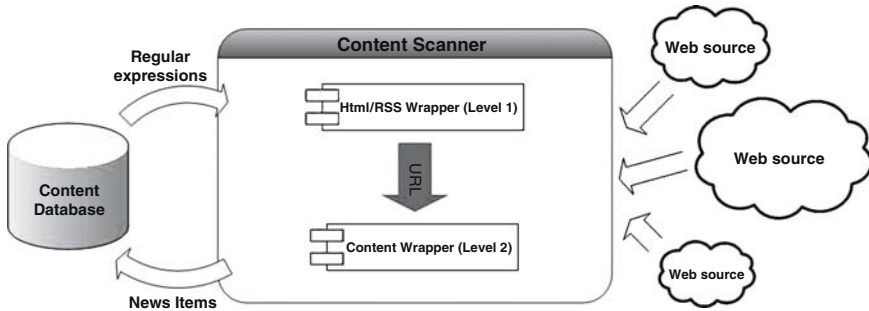 Regular
expressions
Content Scanner
Web source
Html/RSS Wrapper (Level 1)
URL
Web source
Content
Database
Content Wrapper (Level 2)
Web source
News Items